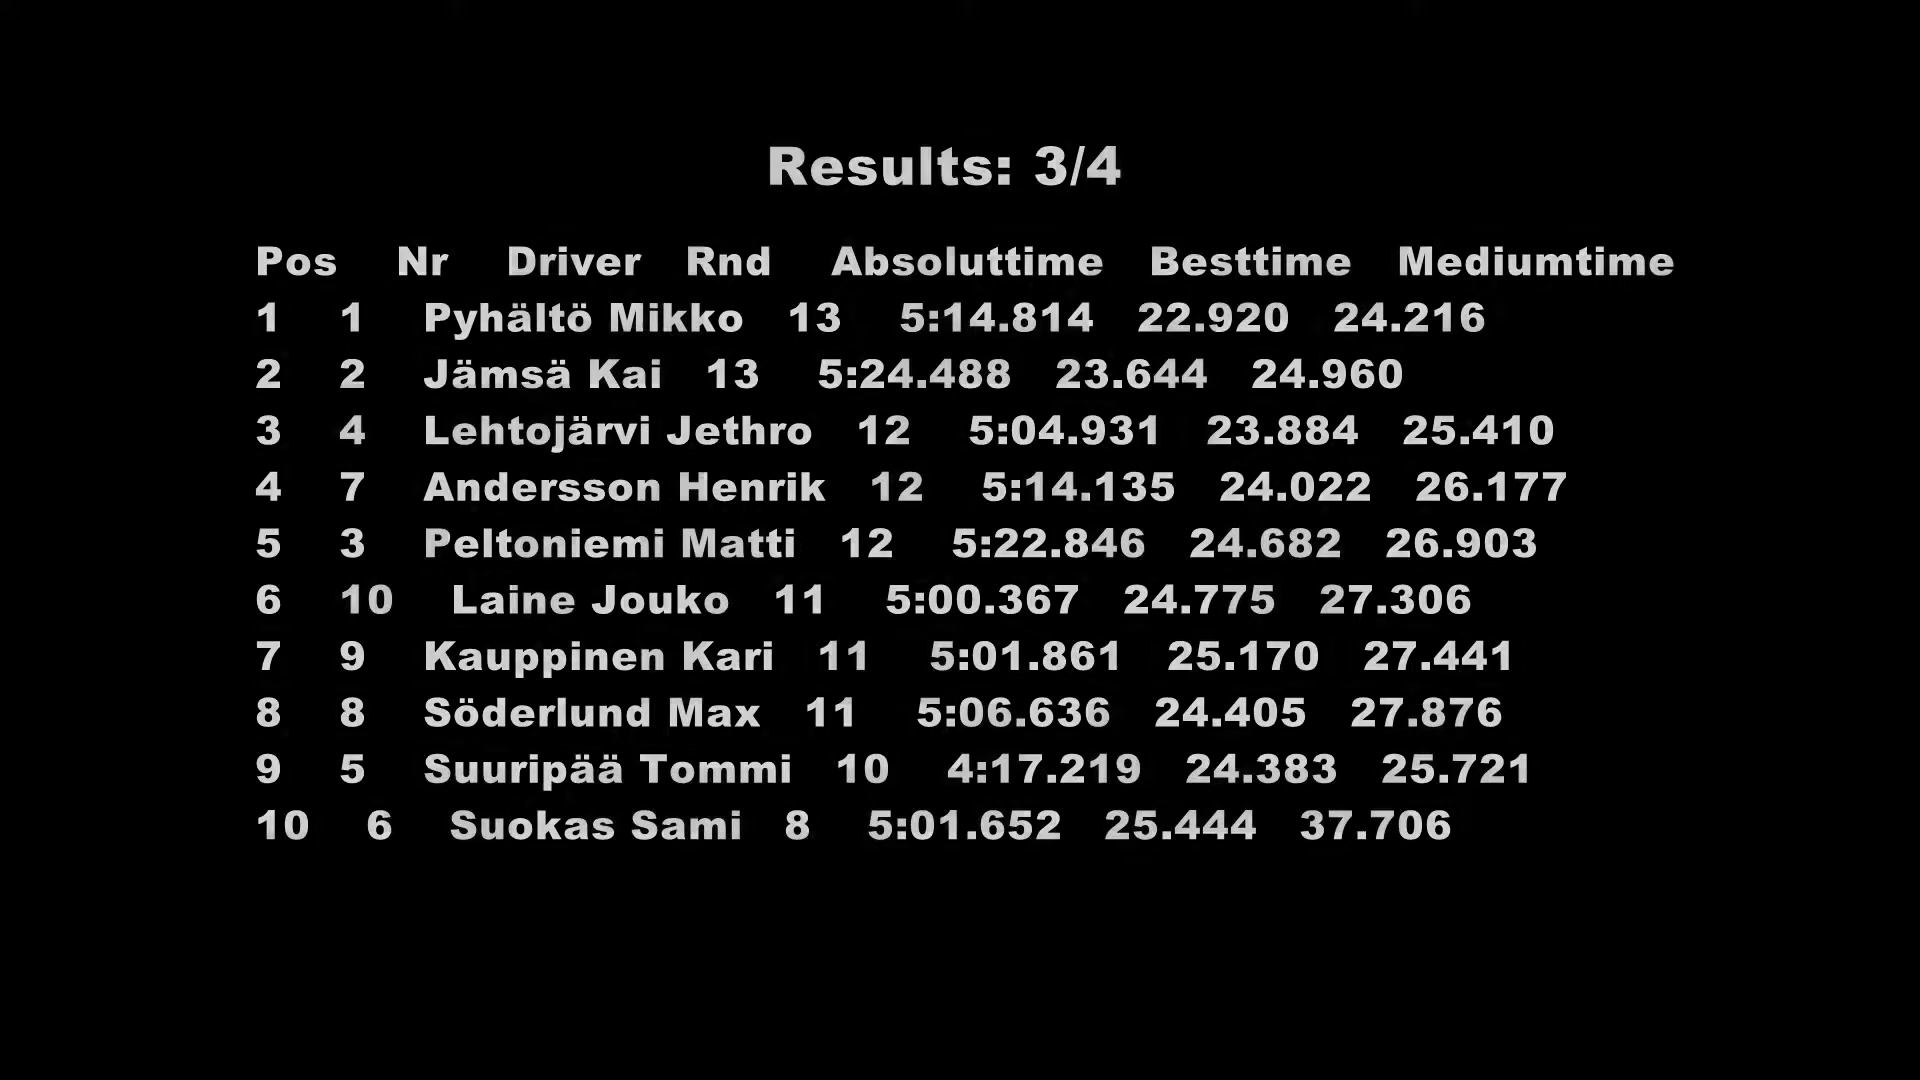 Results: 3/4
Pos Nr Driver Rnd Absoluttime Besttime Mediumtime
1 1 Pyhältö Mikko 13 5:14.814 22.920 24.216
2 2 Jämsä Kai 13 5:24.488 23.644 24.960
3 4 Lehtojärvi Jethro 12 5:04.931 23.884 25.410
4 7 Andersson Henrik 12 5:14.135 24.022 26.177
5 3 Peltoniemi Matti 12 5:22.846 24.682 26.903
6 10 Laine Jouko 11 5:00.367 24.775 27.306
7 9 Kauppinen Kari 11 5:01.861 25.170 27.441
8 8 Söderlund Max 11 5:06.636 24.405 27.876
9 5 Suuripää Tommi 10 4:17.219 24.383 25.721
10 6 Suokas Sami 8 5:01.652 25.444 37.706